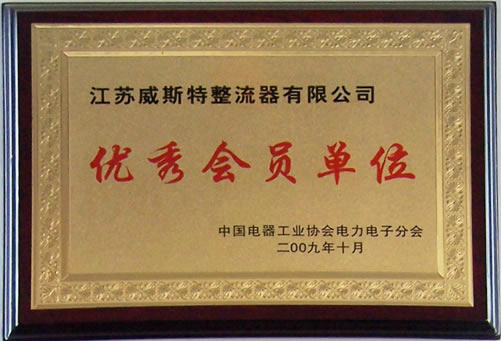 江苏威斯特整流器有限公司
优秀会员单位
中国电器工业协会电力电子分会
二00九年十月